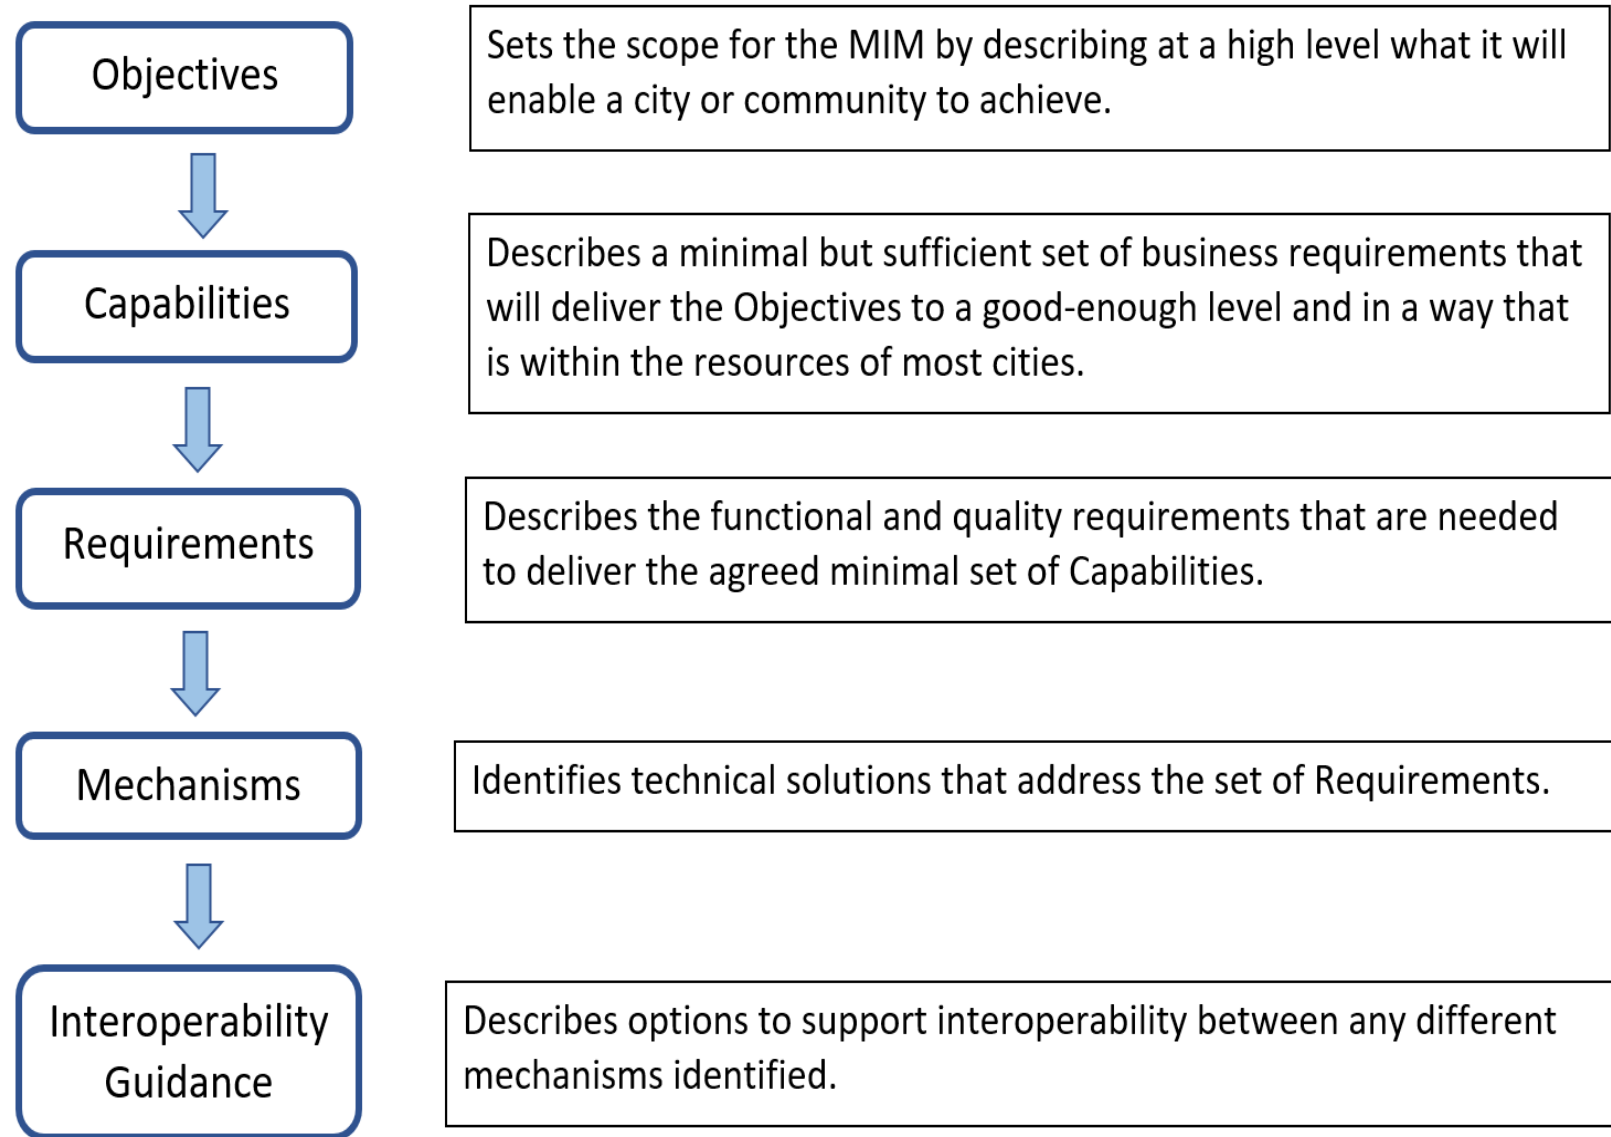 Objectives
Sets the scope for the MIM by describing at a high level what it will
enable a city or community to achieve.
Capabilities
Describes a minimal but sufficient set of business requirements that
will deliver the Objectives to a good-enough level and in a way that
is within the resources of most cities.
Requirements
Describes the functional and quality requirements that are needed
to deliver the agreed minimal set of Capabilities.
Mechanisms
Identifies technical solutions that address the set of Requirements.
Interoperability
Guidance
Describes options to support interoperability between any different
mechanisms identified.